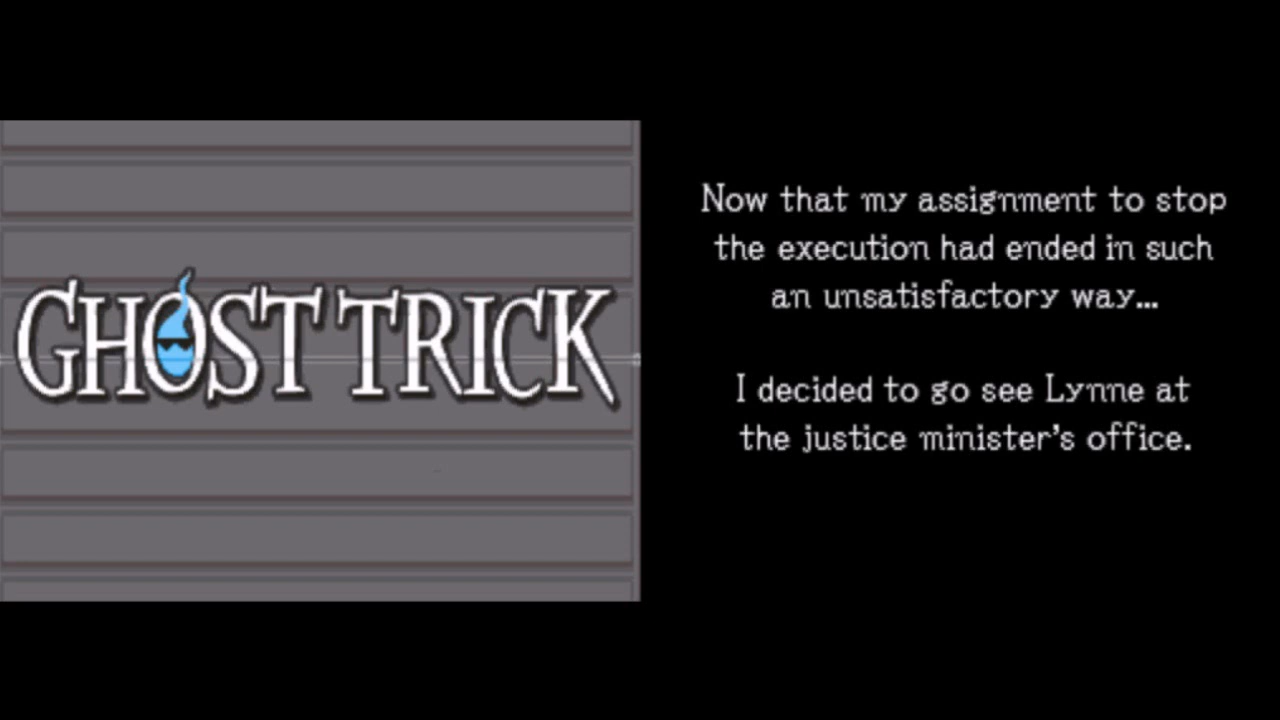 GHOST TRICK
Now that my assignment to stop
the execution had ended in such
an unsatisfactory way...
I decided to go see Lynne at
the justice minister's office.